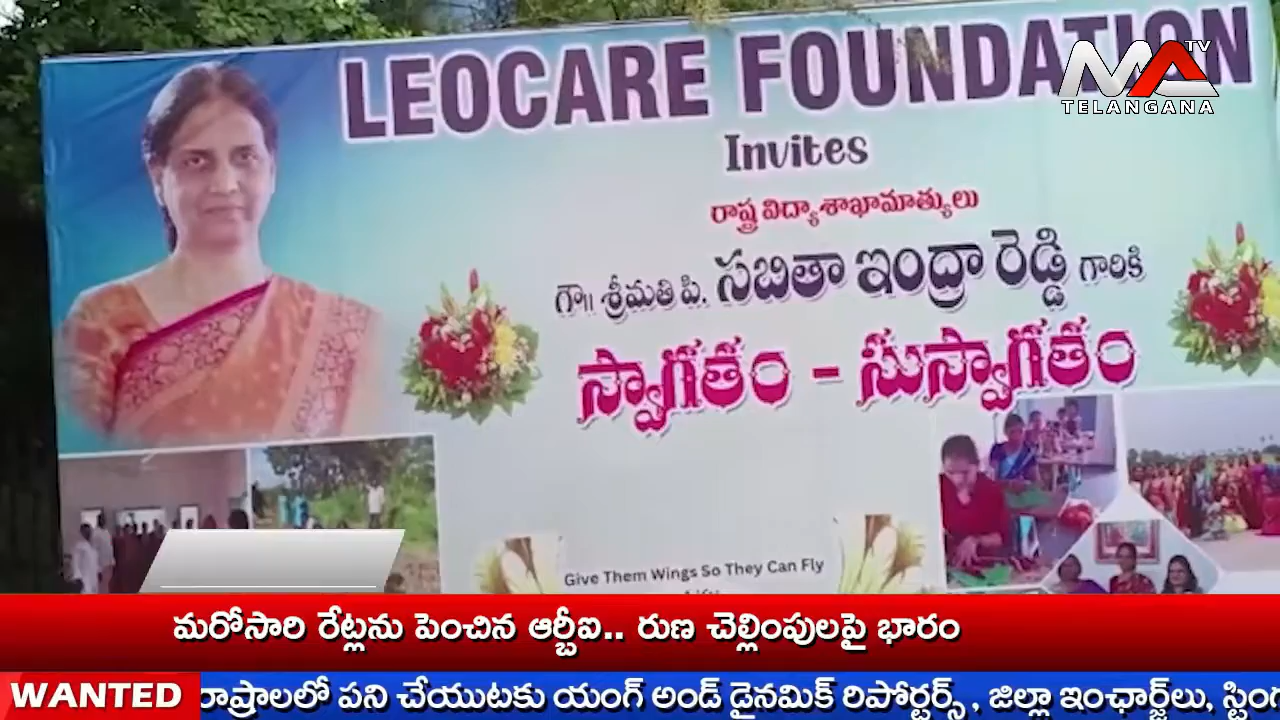 LEOCARE FOUNDATION
MA TV
TELANGANA
Invites
రాష్ట్ర విద్యాశాఖామాత్యులు
గౌ॥ శ్రీమతి పి. సబితా ఇంద్రా రెడ్డి గారికి
స్వాగతం - సుస్వాగతం
Give Them Wings So They Can Fly
మరోసారి రేట్లను పెంచిన ఆర్బీఐ.. రుణ చెల్లింపులపై భారం
WANTED రాష్ట్రాలలో పని చేయుటకు యంగ్ అండ్ డైనమిక్ రిపోర్టర్స్, జిల్లా ఇంఛార్జ్‌లు,